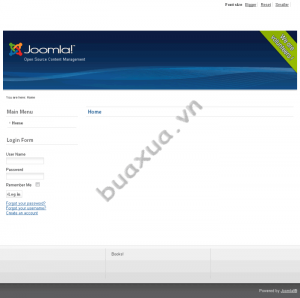 Font size Bigger Reset Smaller
Joomla!
Open Source Content Management
You are here: Home
Main Menu
Home
Home
Login Form
User Name
Password
Remember Me
Log in
Forgot your password?
Forgot your username?
Create an account
buaxua.vn
Powered by Joomla!®